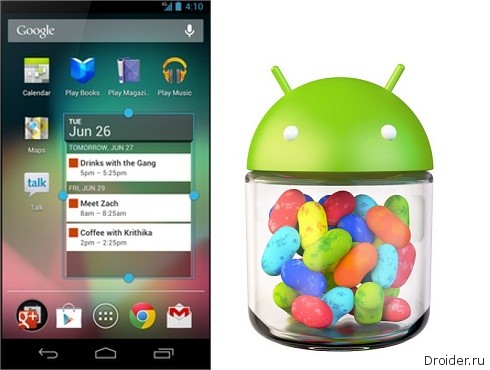 4:10
Google
Calendar
Play Books
Play Magazi..
Play Music
Maps
talk
Talk
TUE
Jun 26
TOMORROW, JUN 27
Drinks with the Gang
5pm – 5:25pm
FRI, JUN 29
Meet Zach
8am – 8:25am
Coffee with Krithika
2pm – 2:25pm
Droider.ru